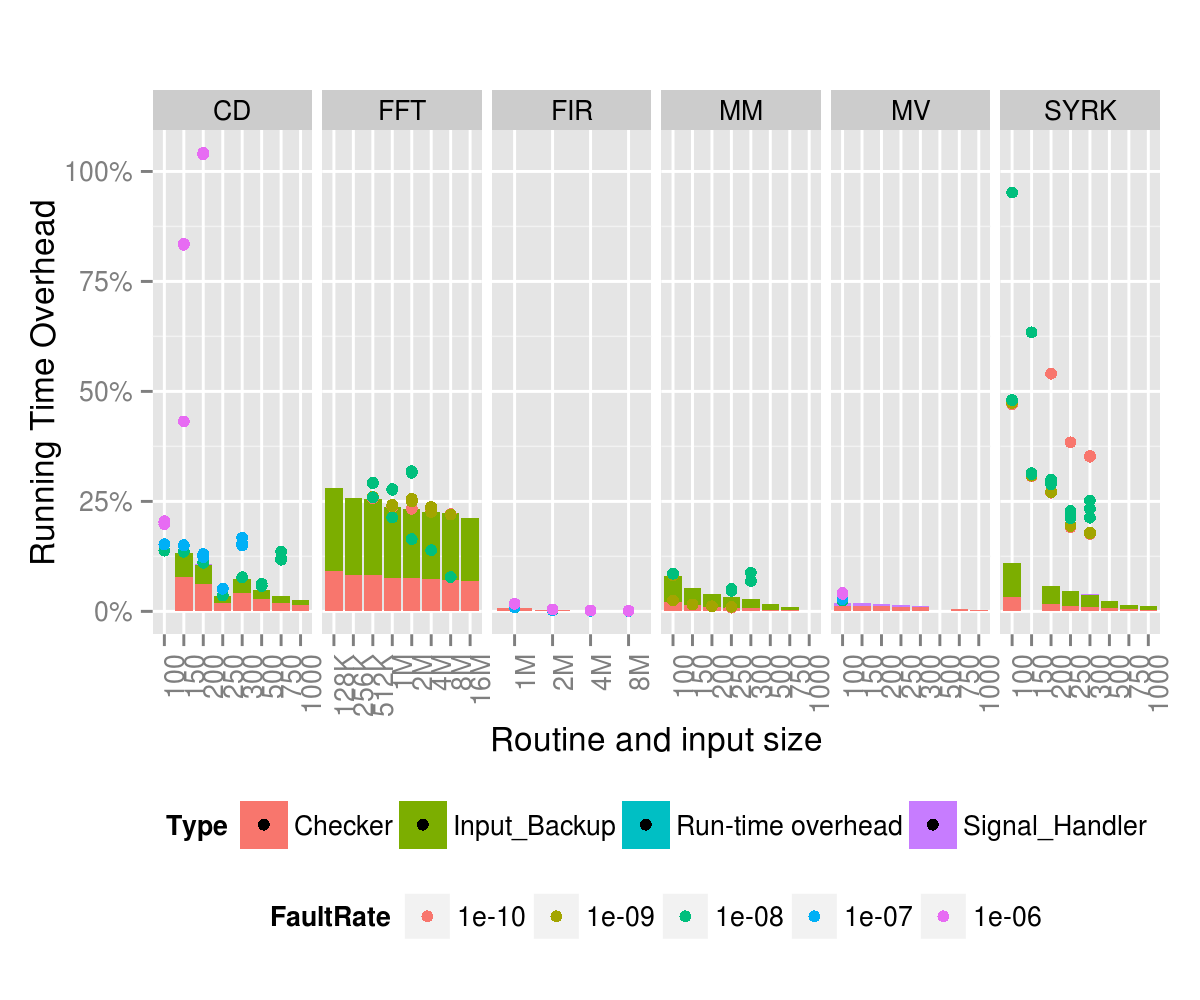 CD FFT FIR MM MV SYRK
100%
75%
50%
25%
0%
Running Time Overhead
100 150 200 250 300 500 750 1000 128K 256K 512K 1M 2M 4M 8M 16M 1M 2M 4M 8M 100 150 200 250 300 500 750 1000 100 150 200 250 300 500 750 1000 100 150 200 250 300 500 750 1000
Routine and input size
Type Checker Input_Backup Run-time overhead Signal_Handler
FaultRate 1e-10 1e-09 1e-08 1e-07 1e-06